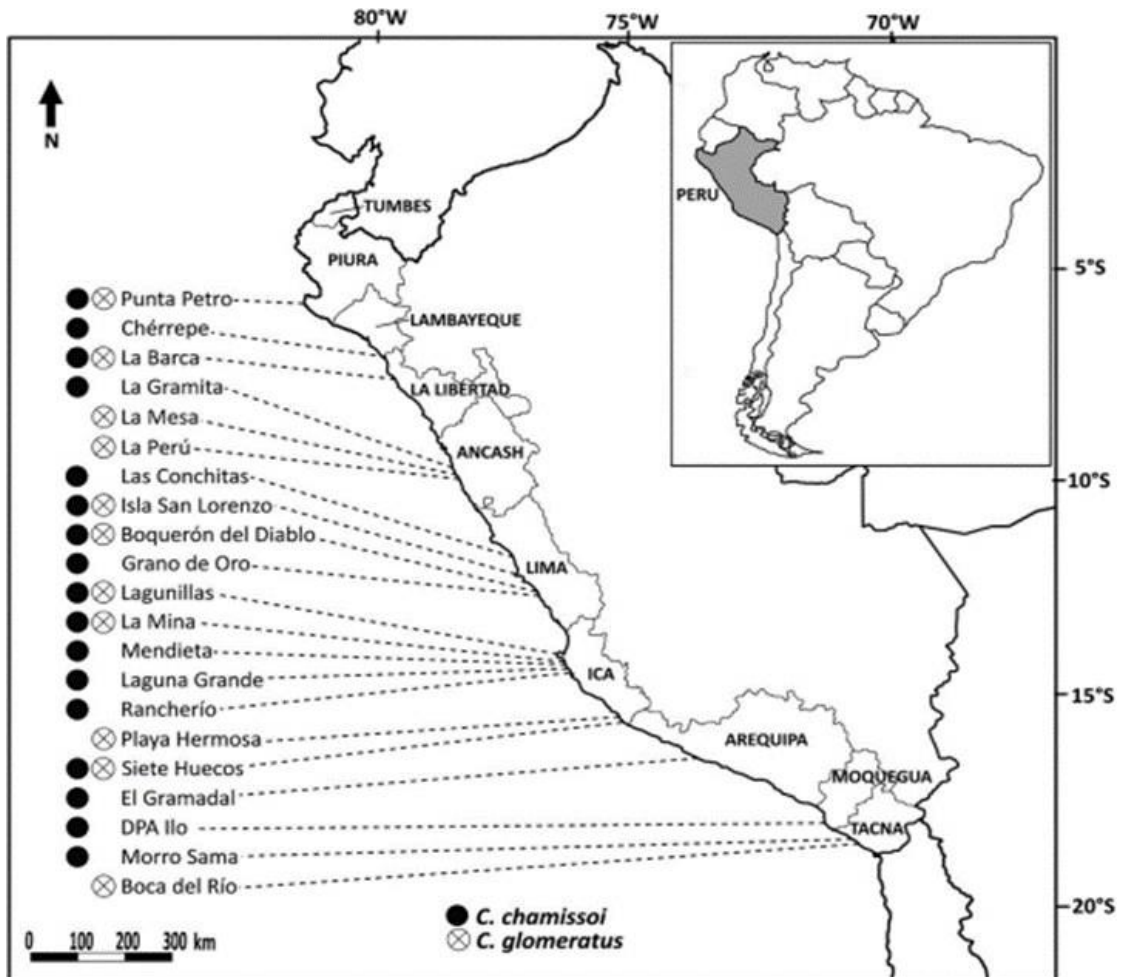 80°W 75°W 70°W
N
PERU
TUMBES
PIURA
5°S
Punta Petro
LAMBAYEQUE
Chérrepe
La Barca
La Gramita
LA LIBERTAD
La Mesa
La Perú
ANCASH
Las Conchitas
10°S
Isla San Lorenzo
Boquerón del Diablo
Grano de Oro
LIMA
Lagunillas
La Mina
Mendieta
Laguna Grande
ICA
Rancherío
15°S
Playa Hermosa
AREQUIPA
Siete Huecos
MOQUEGUA
El Gramadal
DPA Ilo
TACNA
Morro Sama
Boca del Río
20°S
C. chamissoi
C. glomeratus
0 100 200 300 km